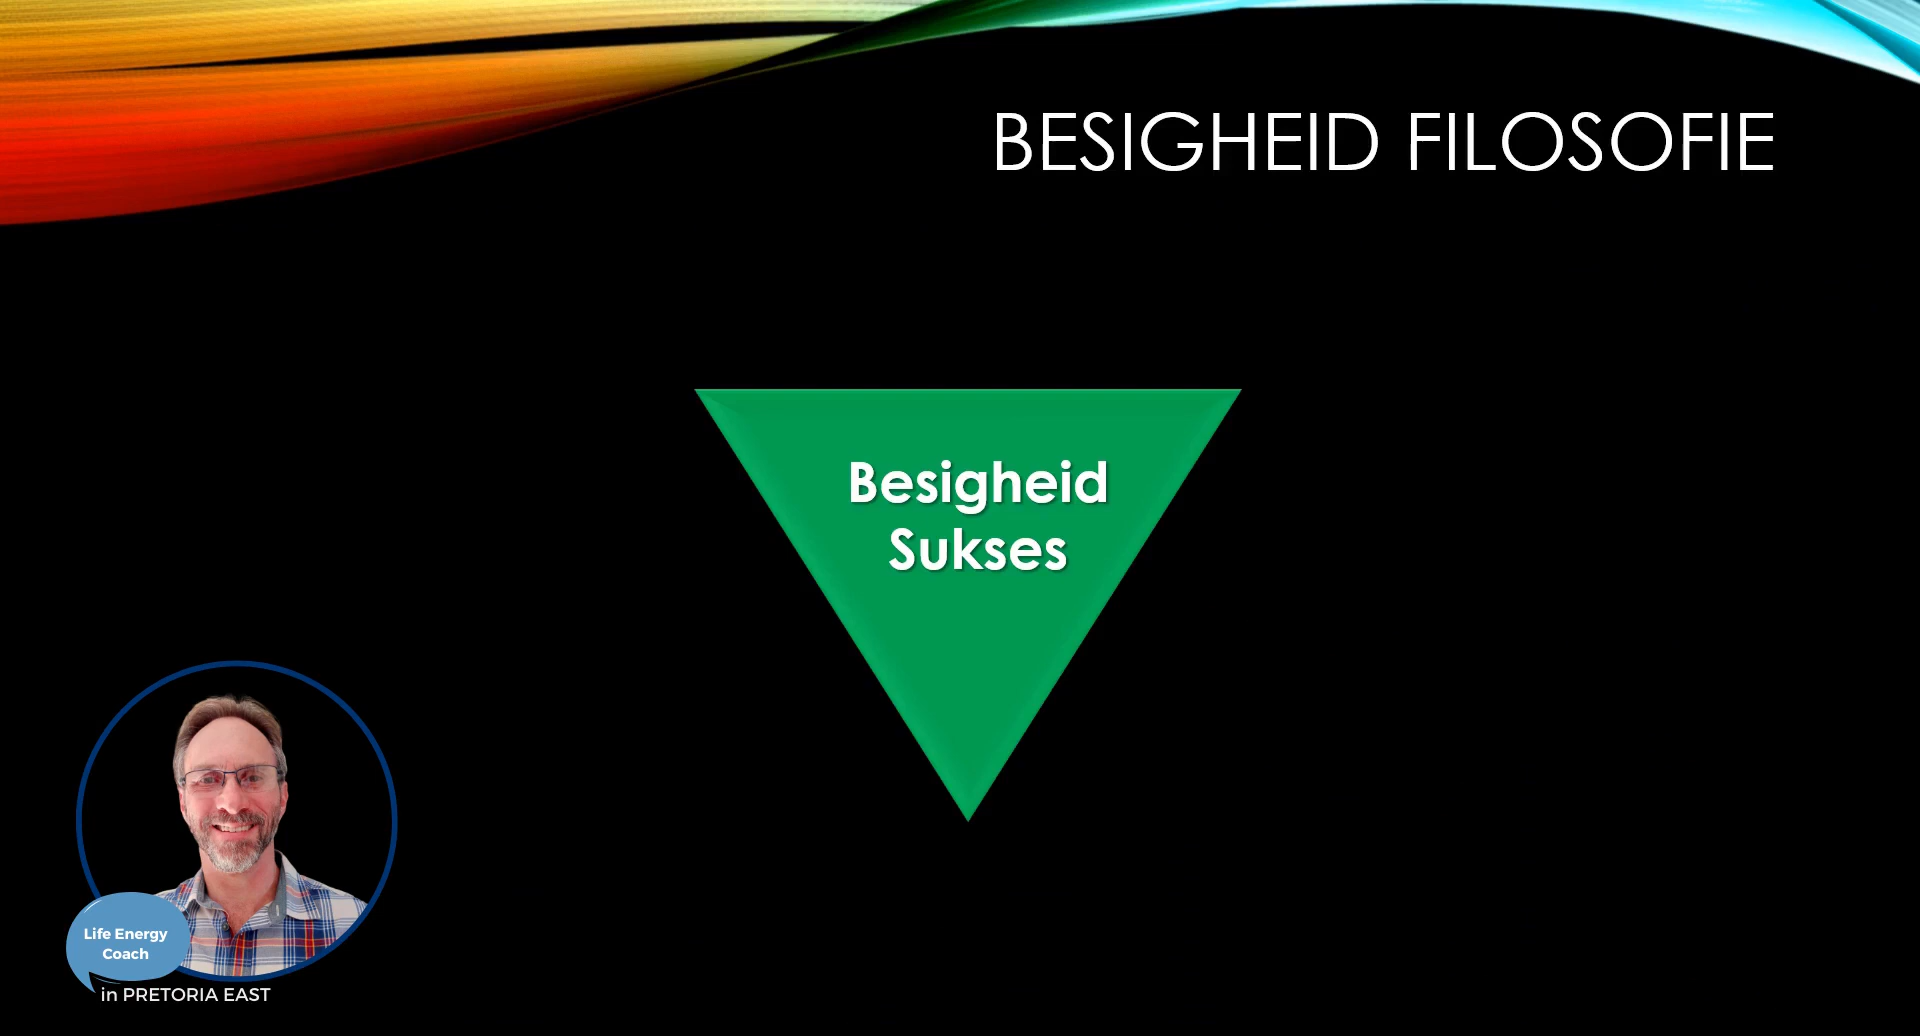 BESIGHEID FILOSOFIE
Besigheid
Sukses
Life Energy
Coach
in PRETORIA EAST